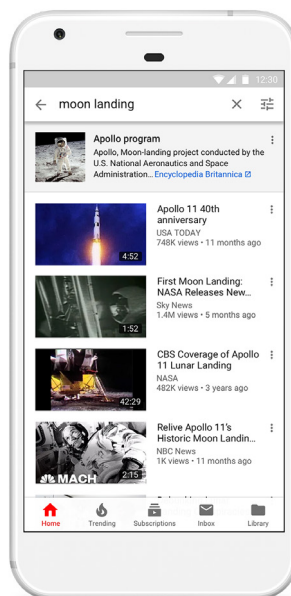 12:30
moon landing
Apollo program
Apollo, Moon-landing project conducted by the
U.S. National Aeronautics and Space
Administration... Encyclopedia Britannica
Apollo 11 40th
anniversary
USA TODAY
748K views • 11 months ago
4:52
First Moon Landing:
NASA Releases New...
Sky News
1.4M views • 5 months ago
1:52
CBS Coverage of Apollo
11 Lunar Landing
NASA
482K views • 3 years ago
42:29
Relive Apollo 11's
Historic Moon Landin...
NBC News
1K views • 11 months ago
MACH
2:15
Home
Trending
Subscriptions
Inbox
Library